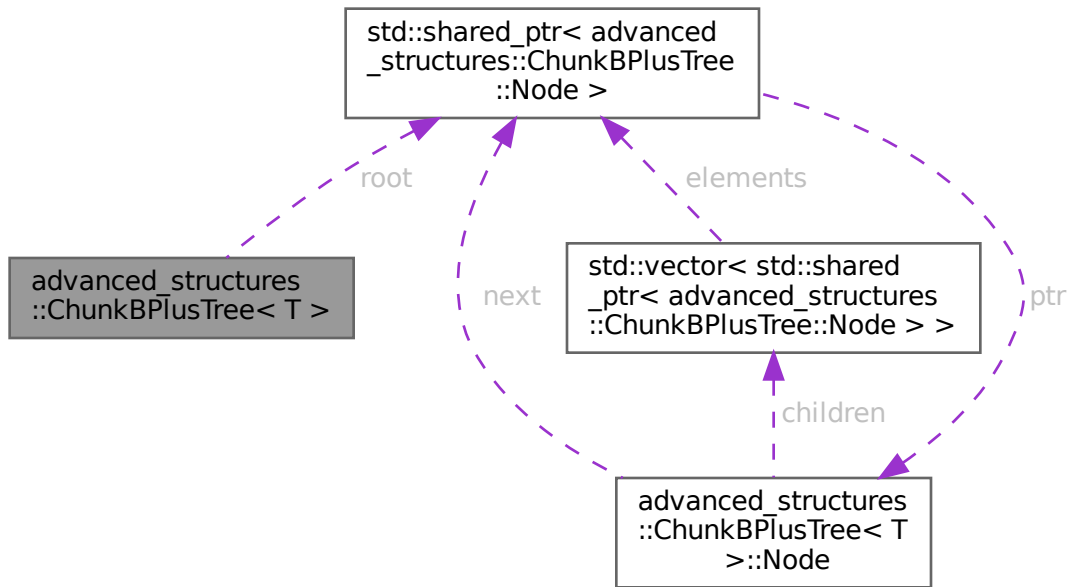 std::shared_ptr< advanced
_structures::ChunkBPlusTree
::Node >
root
elements
advanced_structures
::ChunkBPlusTree< T >
next
std::vector< std::shared
_ptr< advanced_structures
::ChunkBPlusTree::Node > >
ptr
children
advanced_structures
::ChunkBPlusTree< T
>::Node